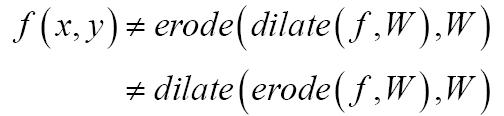 f(x,y) ≠ erode(dilate(f,W),W)
≠ dilate(erode(f,W),W)